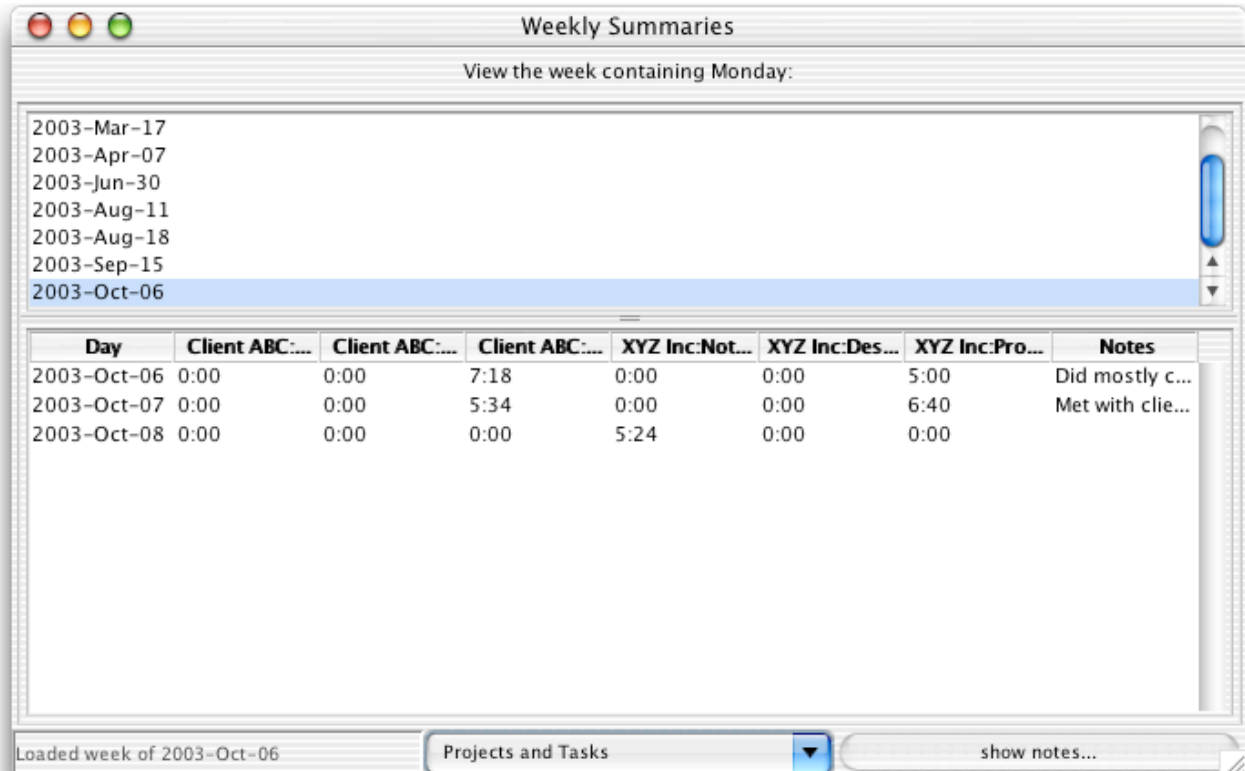 Weekly Summaries
View the week containing Monday:
2003-Mar-17
2003-Apr-07
2003-Jun-30
2003-Aug-11
2003-Aug-18
2003-Sep-15
2003-Oct-06
Day Client ABC:... Client ABC:... Client ABC:... XYZ Inc:Not... XYZ Inc:Des... XYZ Inc:Pro... Notes
2003-Oct-06 0:00 0:00 7:18 0:00 0:00 5:00 Did mostly c...
2003-Oct-07 0:00 0:00 5:34 0:00 0:00 6:40 Met with clie...
2003-Oct-08 0:00 0:00 0:00 5:24 0:00 0:00
Loaded week of 2003-Oct-06 Projects and Tasks show notes...